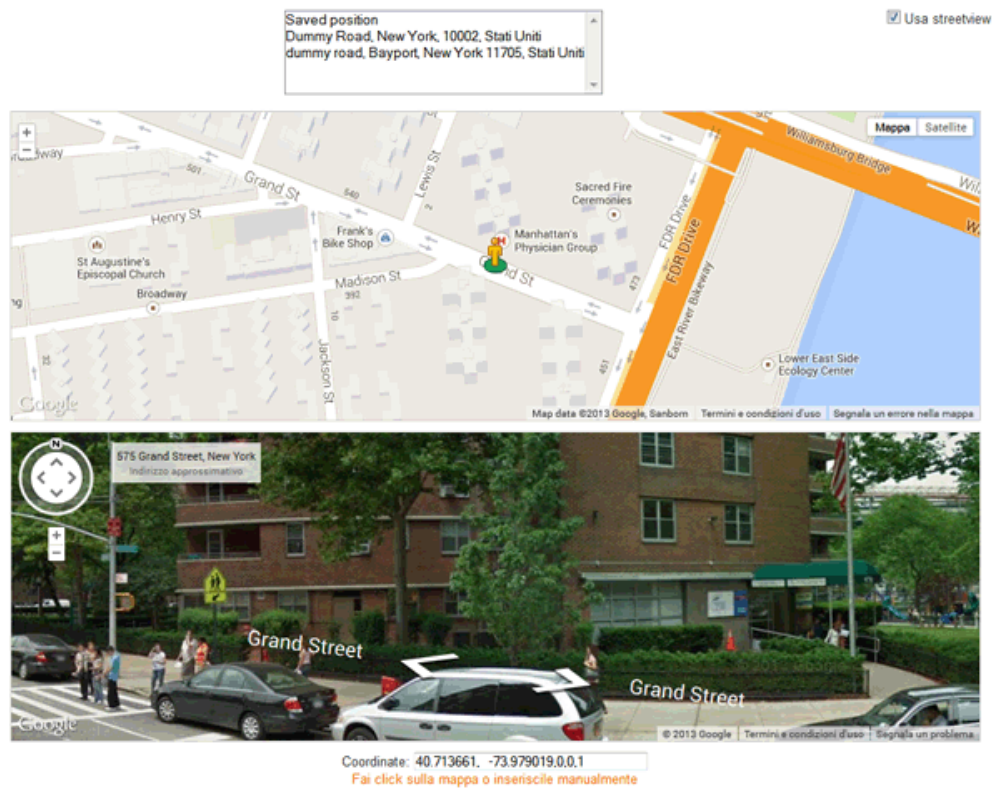 Saved position
Usa streetview
Dummy Road, New York, 10002, Stati Uniti
dummy road, Bayport, New York 11705, Stati Uniti
+
−
Mappa
Satellite
Williamsburg Bridge
501
Grand St
Lewis St
540
2
Henry St
Sacred Fire
Ceremonies
FDR Drive
FDR Drive
Frank's
Bike Shop
Manhattan's
Physician Group
St Augustine's
Episcopal Church
Madison St
392
473
Broadway
East River Bikeway
10
Jackson St
32
451
Lower East Side
Ecology Center
Google
Map data ©2013 Google, Sanborn
Termini e condizioni d'uso
Segnala un errore nella mappa
N
575 Grand Street, New York
Indirizzo approssimativo
+
−
Grand Street
Grand Street
Google
© 2013 Google
Termini e condizioni d'uso
Segnala un problema
Coordinate: 40.713661, -73.979019,0,0,1
Fai click sulla mappa o inseriscile manualmente